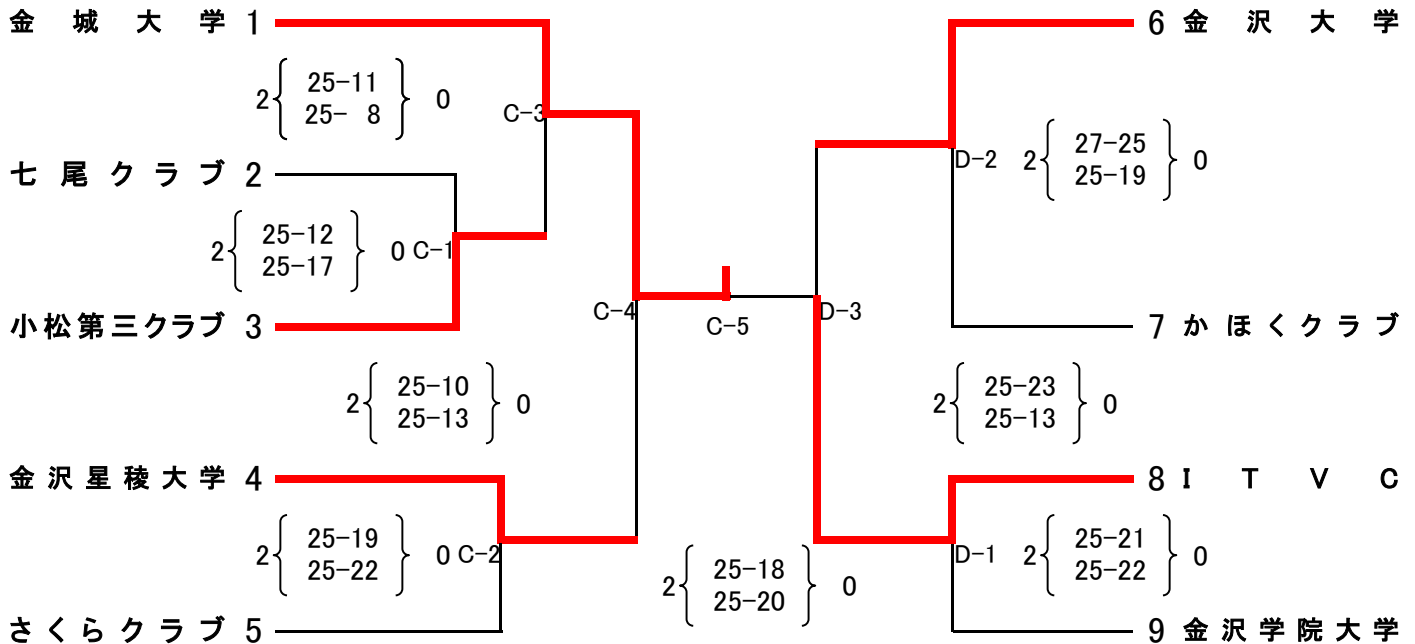 金城大学 1
6 金沢大学
2 25-11 0
25- 8
C-3
2 27-25 0
25-19
D-2
七尾クラブ 2
2 25-12 0
25-17
C-1
小松第三クラブ 3
C-4
C-5
D-3
7 かほくクラブ
2 25-10 0
25-13
2 25-23 0
25-13
金沢星稜大学 4
8 ITVC
2 25-19 0
25-22
C-2
2 25-18 0
25-20
D-1
2 25-21 0
25-22
さくらクラブ 5
9 金沢学院大学